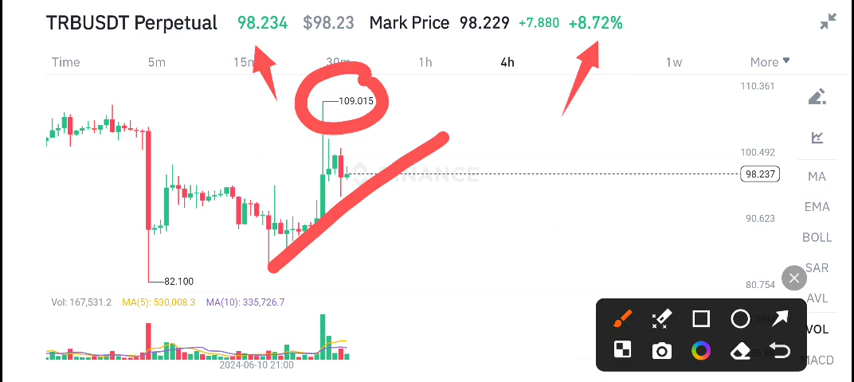 TRBUSDT Perpetual 98.234 $98.23 Mark Price 98.229 +7.880 +8.72%
Time 5m 15m 30m 1h 4h 1w More
110.361
109.015
100.492
MA
BINANCE
98.237
EMA
90.623
BOLL
SAR
82.100
80.754
AVL
Vol: 167,531.2 MA(5): 530,008.3 MA(10): 335,726.7
VOL
MACD
2024-06-10 21:00